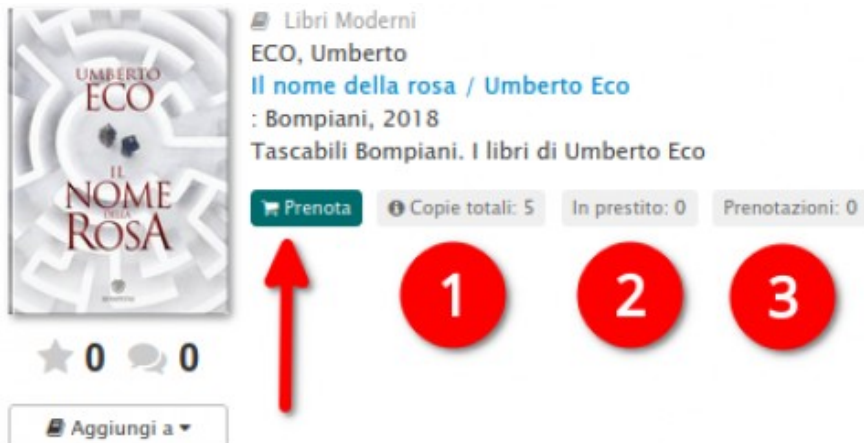 UMBERTO
ECO
IL
NOME
DELLA
ROSA
BOMPIANI
Libri Moderni
ECO, Umberto
Il nome della rosa / Umberto Eco
: Bompiani, 2018
Tascabili Bompiani. I libri di Umberto Eco
Prenota Copie totali: 5 In prestito: 0 Prenotazioni: 0
1 2 3
0 0
Aggiungi a